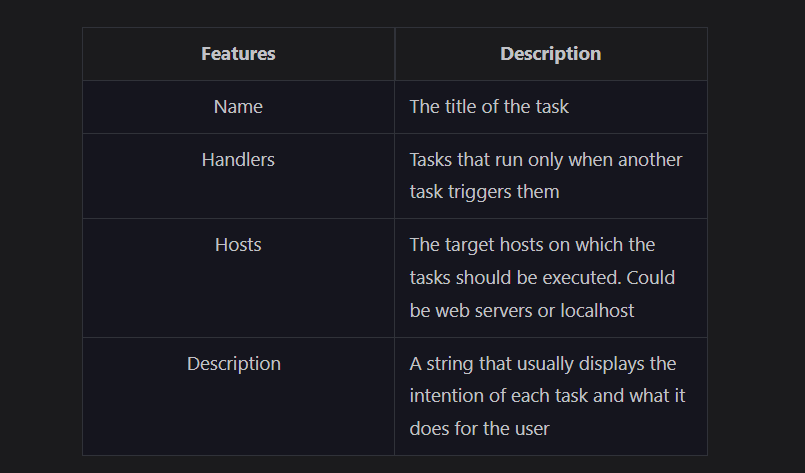 Features Description
Name The title of the task
Handlers Tasks that run only when another
task triggers them
Hosts The target hosts on which the
tasks should be executed. Could
be web servers or localhost
Description A string that usually displays the
intention of each task and what it
does for the user